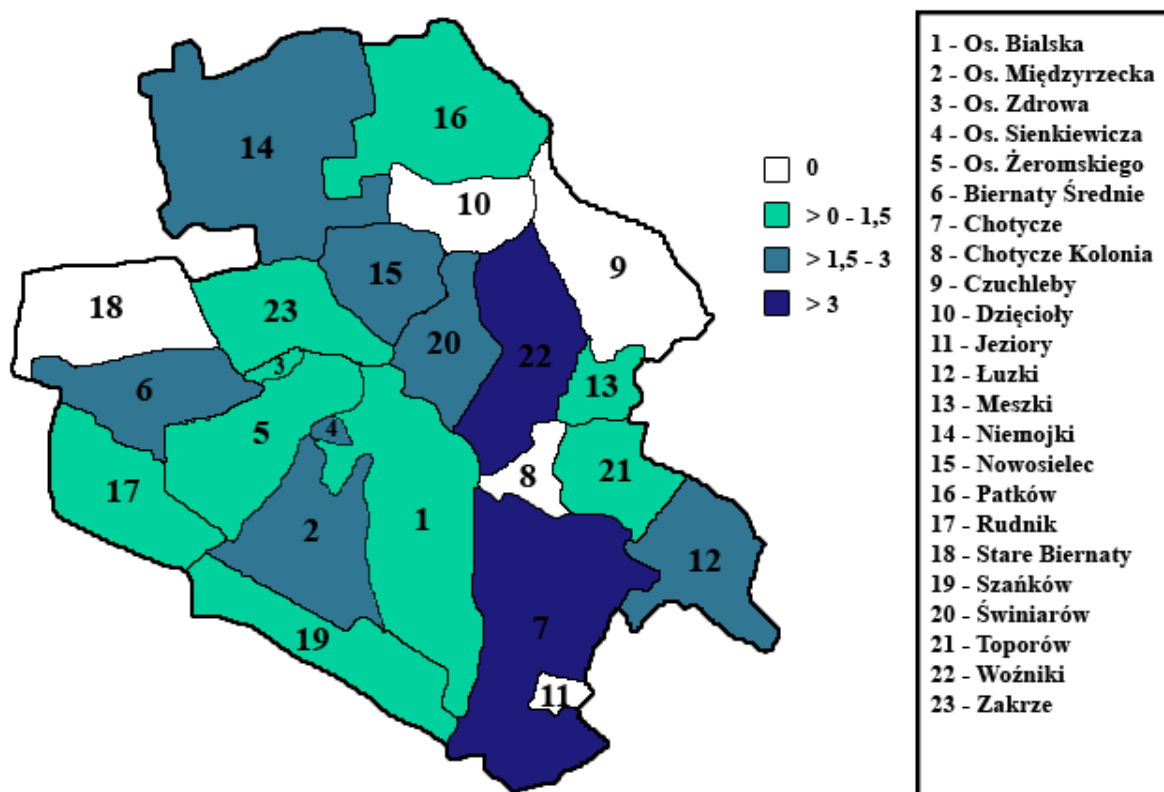 16
14
10
9
15
18
23
20
22
3
13
6
4
5
8
21
17
2
1
12
7
19
11
0
> 0 - 1,5
> 1,5 - 3
> 3
1 - Os. Bialska
2 - Os. Międzyrzecka
3 - Os. Zdrowa
4 - Os. Sienkiewicza
5 - Os. Żeromskiego
6 - Biernaty Średnie
7 - Chotycze
8 - Chotycze Kolonia
9 - Czuchleby
10 - Dzięcioły
11 - Jeziory
12 - Łuzki
13 - Meszki
14 - Niemojki
15 - Nowosielec
16 - Patków
17 - Rudnik
18 - Stare Biernaty
19 - Szańków
20 - Świniarów
21 - Toporów
22 - Woźniki
23 - Zakrze